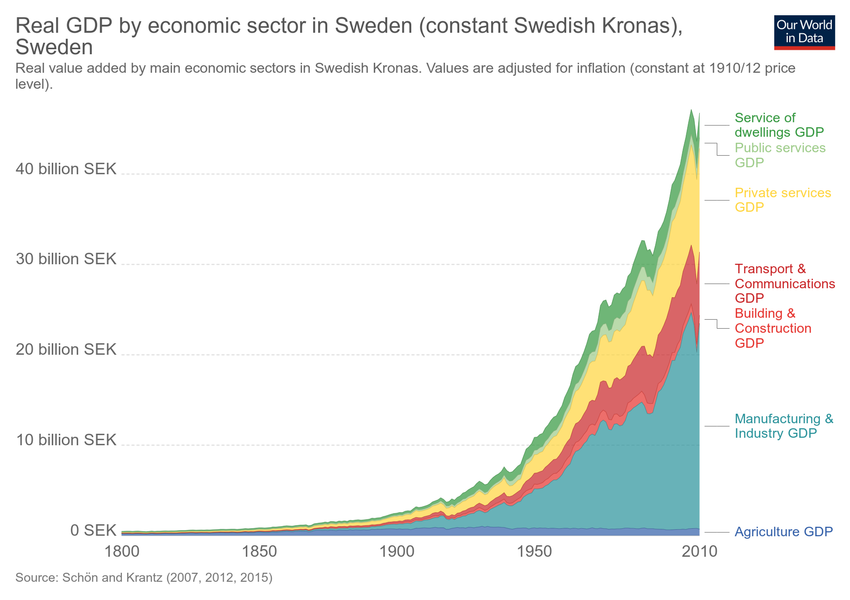 Real GDP by economic sector in Sweden (constant Swedish Kronas),
Sweden
Our World
in Data
Real value added by main economic sectors in Swedish Kronas. Values are adjusted for inflation (constant at 1910/12 price
level).
40 billion SEK
30 billion SEK
20 billion SEK
10 billion SEK
0 SEK
1800
1850
1900
1950
2010
Service of
dwellings GDP
Public services
GDP
Private services
GDP
Transport &
Communications
GDP
Building &
Construction
GDP
Manufacturing &
Industry GDP
Agriculture GDP
Source: Schön and Krantz (2007, 2012, 2015)